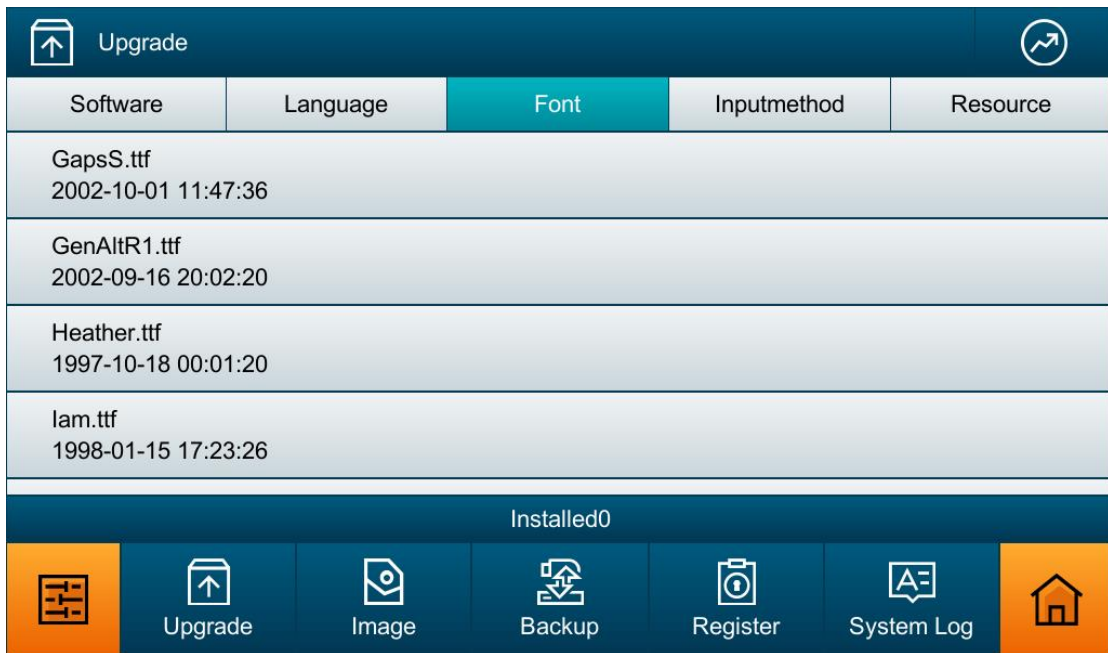 Upgrade
Software Language Font Inputmethod Resource
GapsS.ttf
2002-10-01 11:47:36
GenAltR1.ttf
2002-09-16 20:02:20
Heather.ttf
1997-10-18 00:01:20
Iam.ttf
1998-01-15 17:23:26
Installed0
Upgrade Image Backup Register System Log